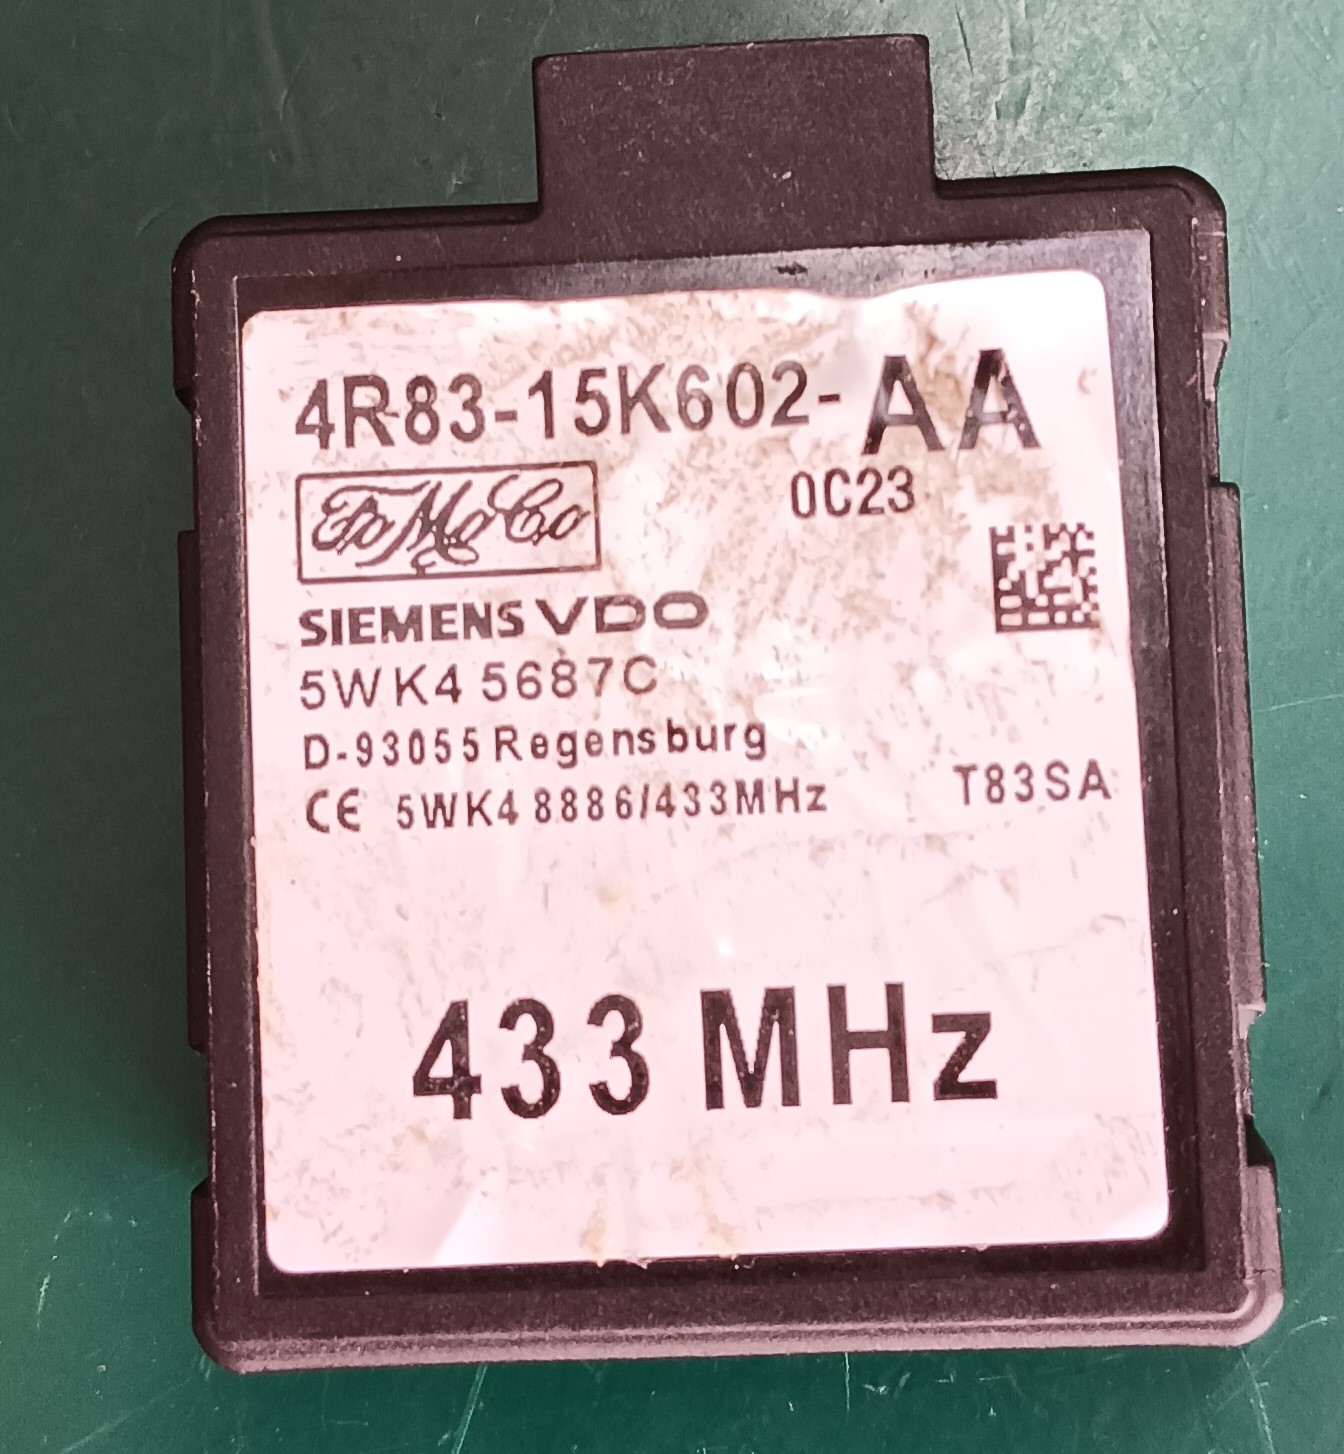 4R83-15K602-AA
FoMoCo
0C23
SIEMENS VDO
5WK4 5687C
D-93055 Regensburg
CE 5WK4 8886/433MHz
T83SA
433 MHz